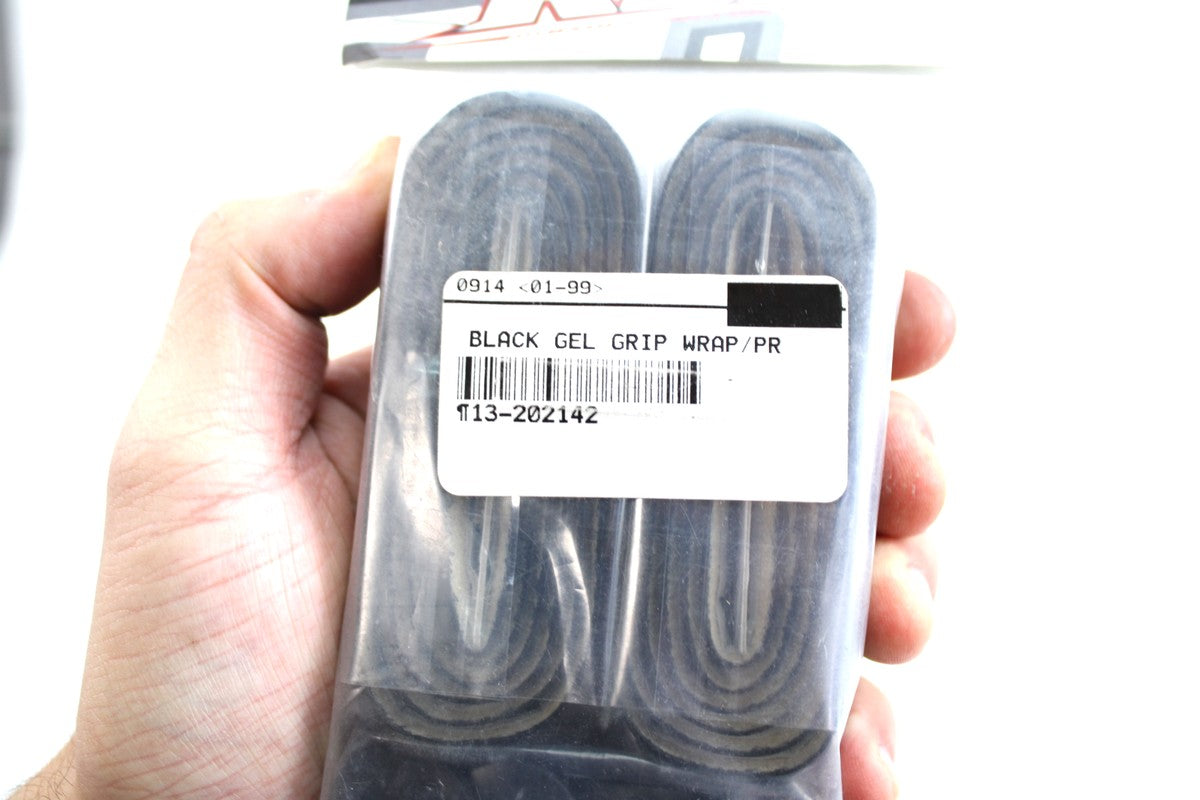 0914 <01-99>
BLACK GEL GRIP WRAP/PR
¶13-202142